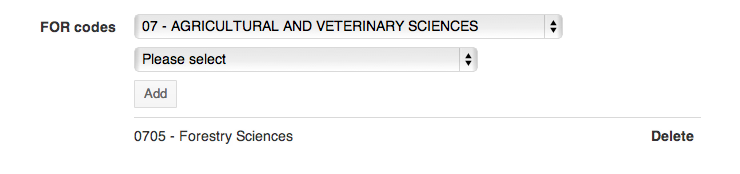 FOR codes 07 - AGRICULTURAL AND VETERINARY SCIENCES
Please select
Add
0705 - Forestry Sciences Delete